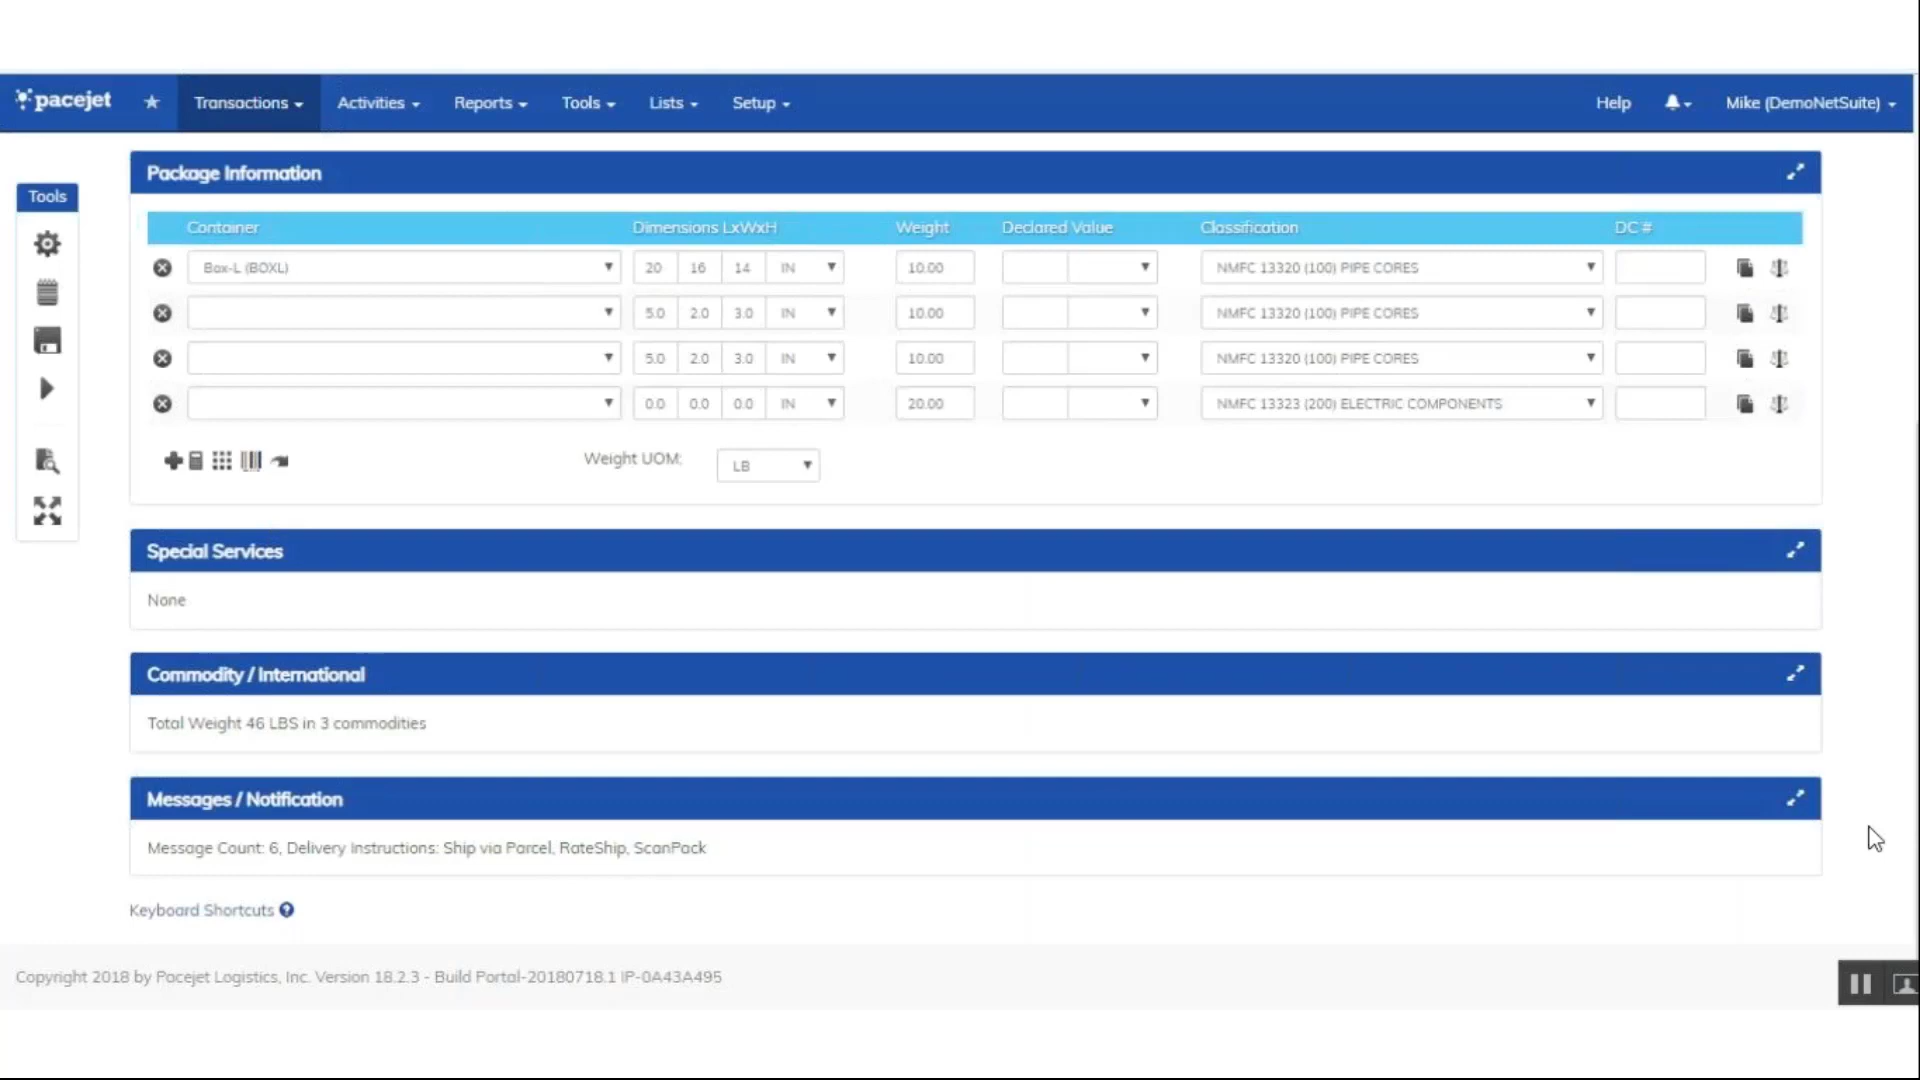 pacejet Transactions Activities Reports Tools Lists Setup Help Mike (DemoNetSuite)
Package Information
Tools
Container Dimensions LxWxH Weight Declared Value Classification DC #
Box-L (BOXL) 20 16 14 IN 10.00 NMFC 13320 (100) PIPE CORES
5.0 2.0 3.0 IN 10.00 NMFC 13320 (100) PIPE CORES
5.0 2.0 3.0 IN 10.00 NMFC 13320 (100) PIPE CORES
0.0 0.0 0.0 IN 20.00 NMFC 13323 (200) ELECTRIC COMPONENTS
Weight UOM: LB
Special Services
None
Commodity / International
Total Weight 46 LBS in 3 commodities
Messages / Notification
Message Count: 6, Delivery Instructions: Ship via Parcel, RateShip, ScanPack
Keyboard Shortcuts
Copyright 2018 by Pacejet Logistics, Inc. Version 18.2.3 - Build Portal-20180718.1 IP-0A43A495